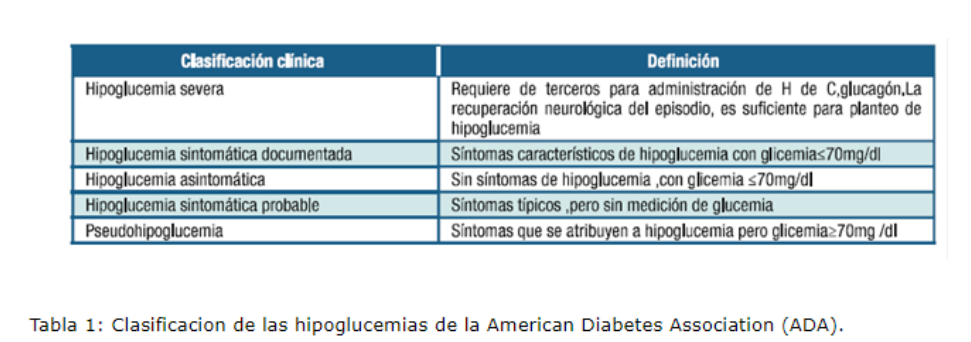 Clasificación clínica
Definición
Hipoglucemia severa
Requiere de terceros para administración de H de C,glucagón,La
recuperación neurológica del episodio, es suficiente para planteo de
hipoglucemia
Hipoglucemia sintomática documentada
Síntomas característicos de hipoglucemia con glicemia≤70mg/dl
Hipoglucemia asintomática
Sin síntomas de hipoglucemia ,con glicemia ≤70mg/dl
Hipoglucemia sintomática probable
Síntomas típicos ,pero sin medición de glucemia
Pseudohipoglucemia
Síntomas que se atribuyen a hipoglucemia pero glicemia≥70mg /dl
Tabla 1: Clasificacion de las hipoglucemias de la American Diabetes Association (ADA).